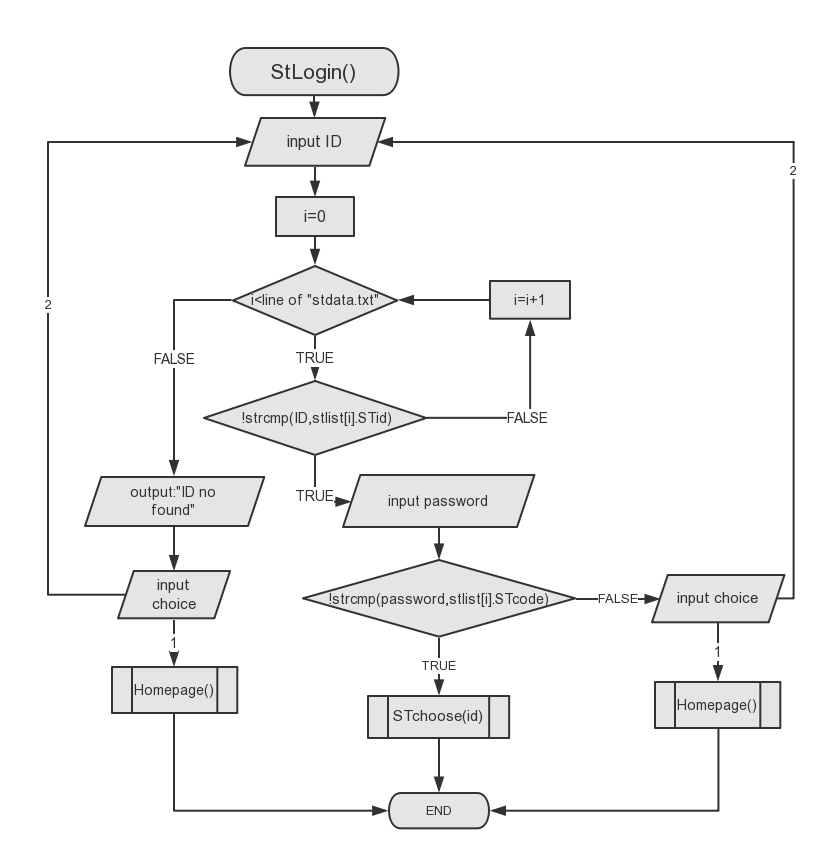 StLogin()
input ID
2
i=0
i<line of "stdata.txt"
i=i+1
2
FALSE
TRUE
!strcmp(ID,stlist[i].STid)
FALSE
TRUE
output:"ID no
found"
input password
input
choice
!strcmp(password,stlist[i].STcode)
FALSE
input choice
1
TRUE
1
Homepage()
STchoose(id)
Homepage()
END